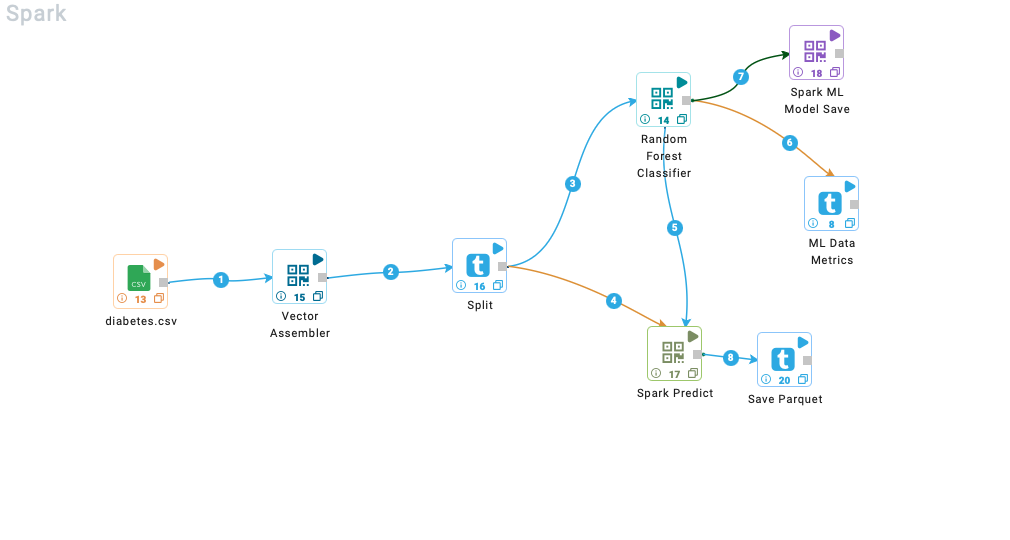 Spark
18
Spark ML
Model Save
7
14
Random
Forest
Classifier
6
t
8
ML Data
Metrics
3
5
CSV
13
diabetes.csv
1
15
Vector
Assembler
2
t
16
Split
4
17
Spark Predict
8
t
20
Save Parquet